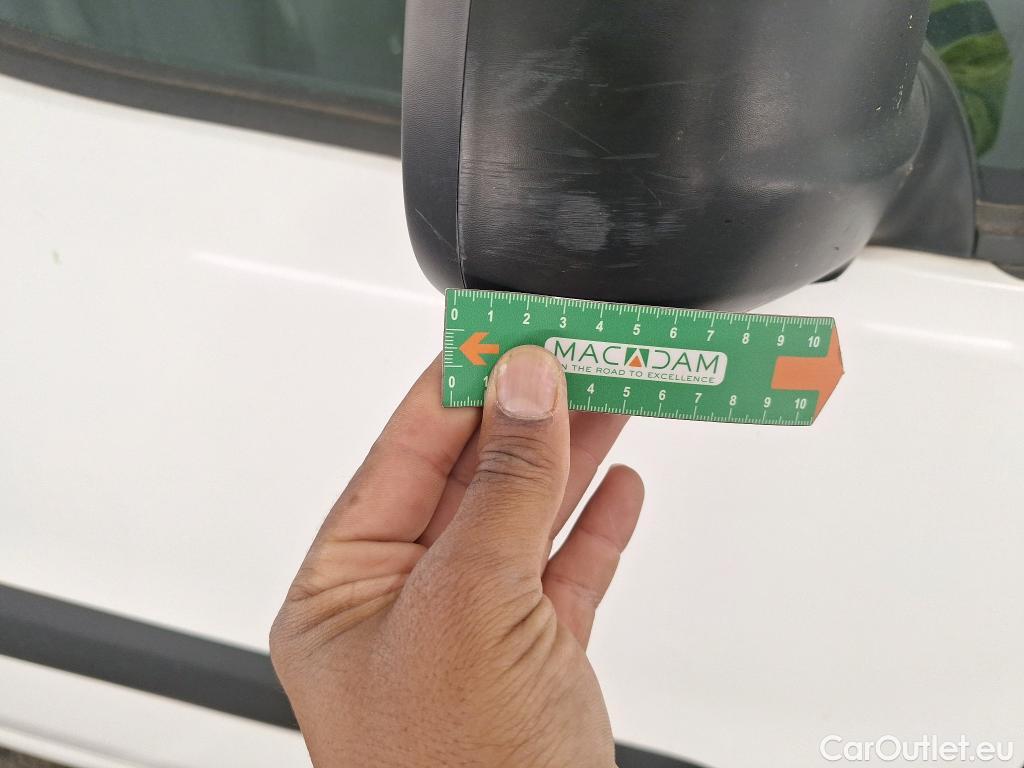 0 1 2 3 4 5 6 7 8 9 10
MACADAM
N THE ROAD TO EXCELLENCE
0 1 4 5 6 7 8 9 10
CarOutlet.eu